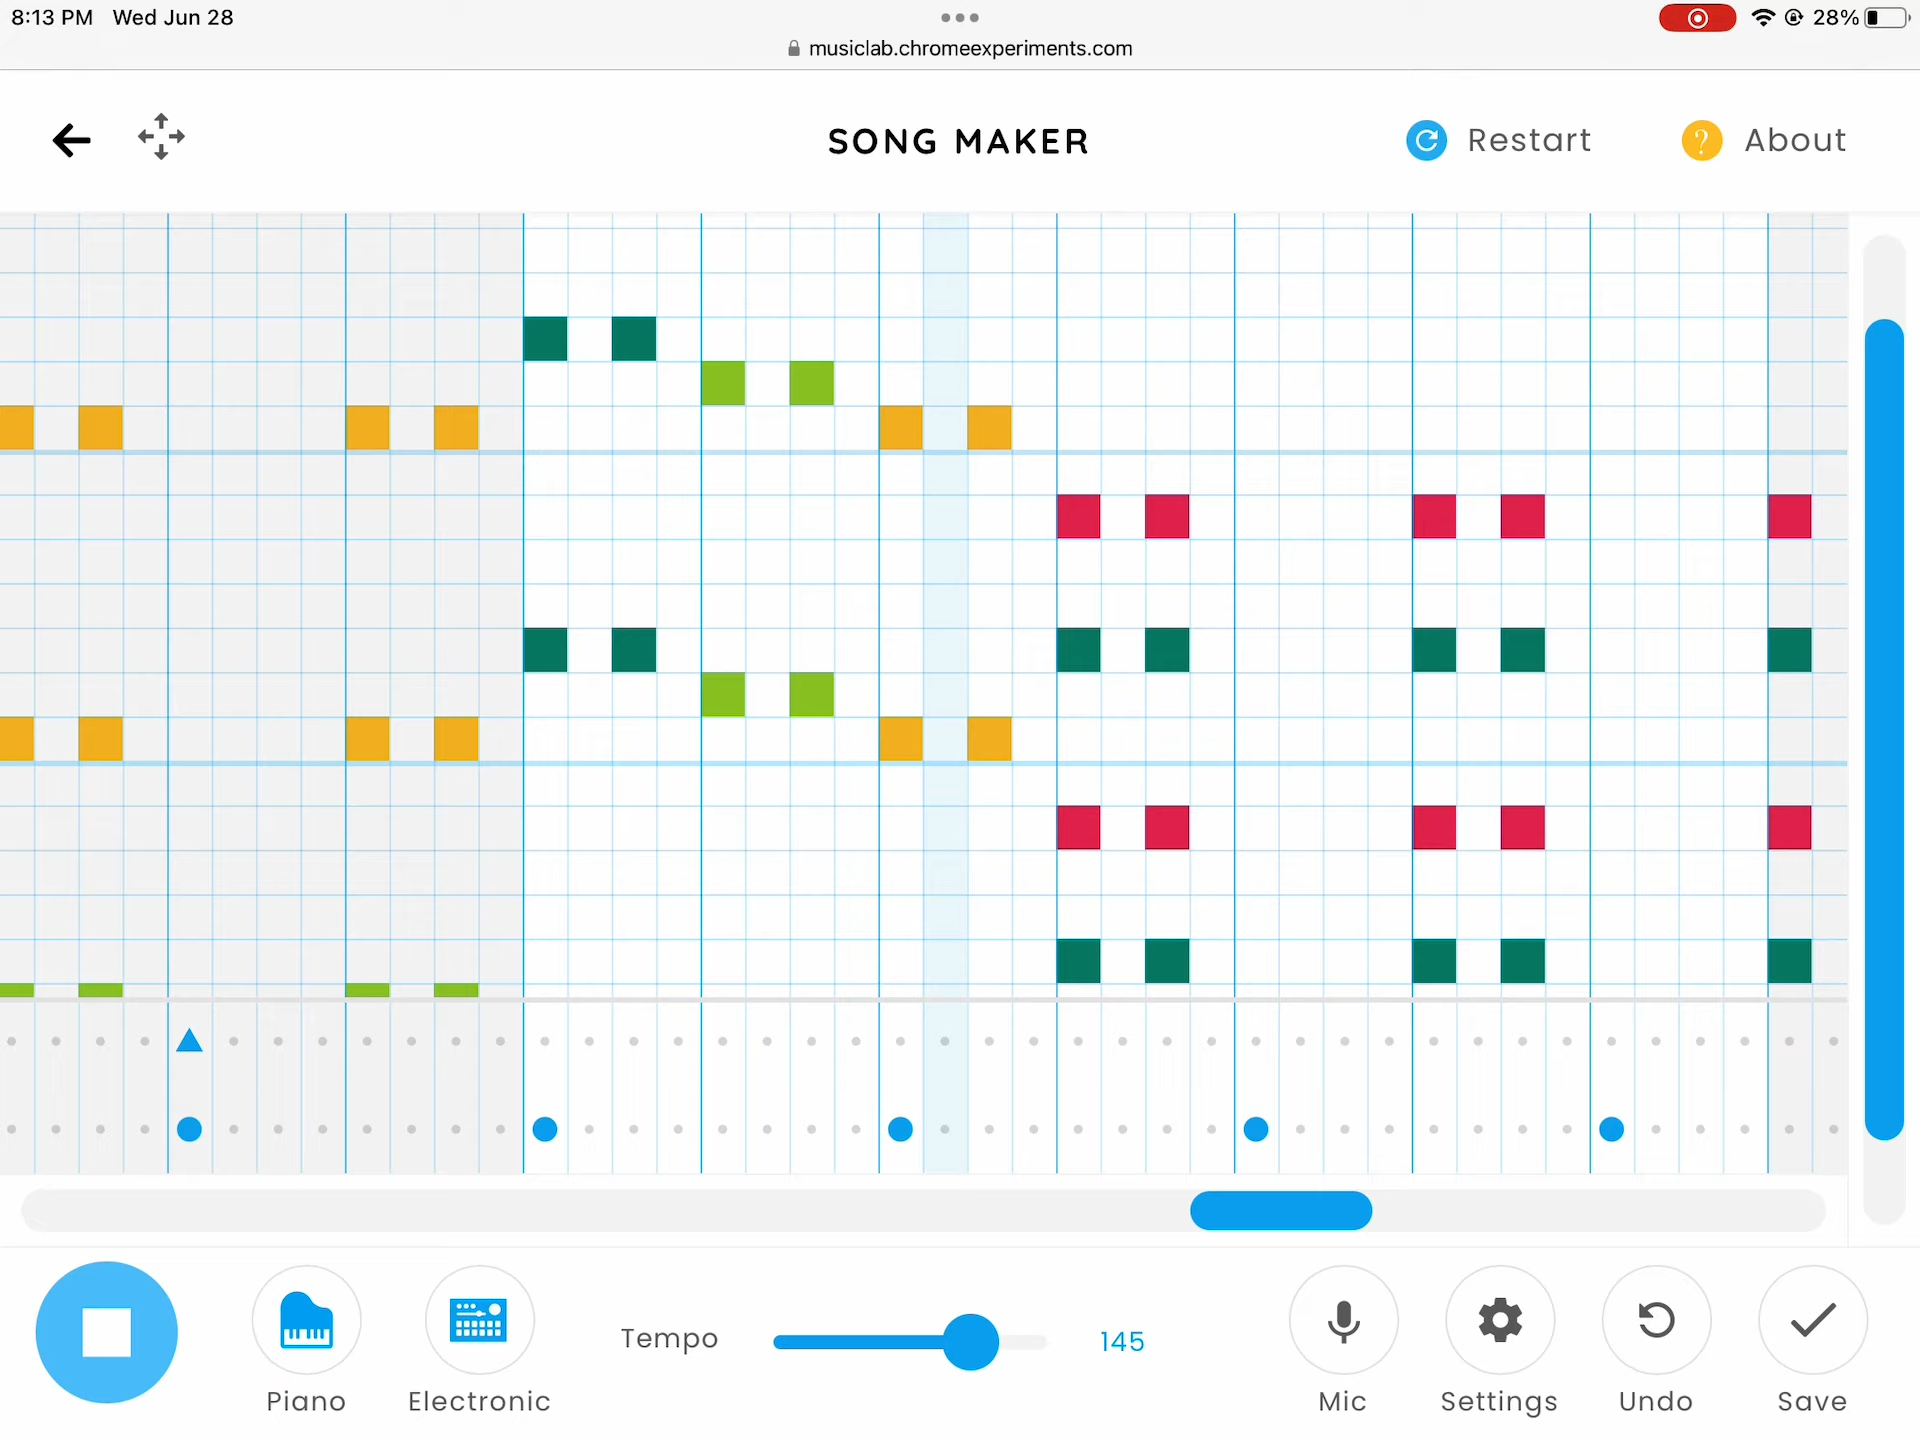 8:13 PM Wed Jun 28
28%
musiclab.chromeexperiments.com
SONG MAKER
Restart
? About
Tempo
145
Piano
Electronic
Mic
Settings
Undo
Save